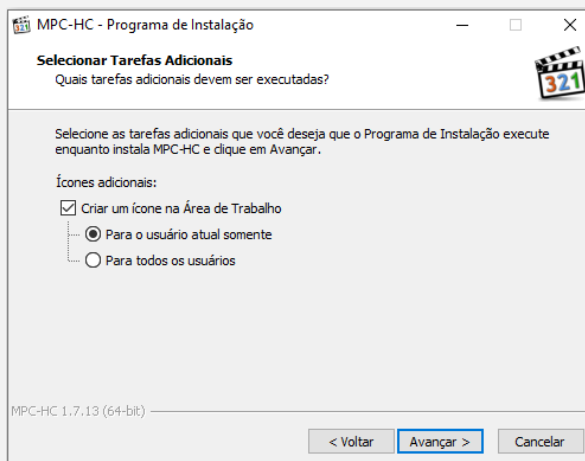 MPC-HC - Programa de Instalação
Selecionar Tarefas Adicionais
Quais tarefas adicionais devem ser executadas?
321
Selecione as tarefas adicionais que você deseja que o Programa de Instalação execute
enquanto instala MPC-HC e clique em Avançar.
Ícones adicionais:
Criar um ícone na Área de Trabalho
Para o usuário atual somente
Para todos os usuários
MPC-HC 1.7.13 (64-bit)
< Voltar
Avançar >
Cancelar